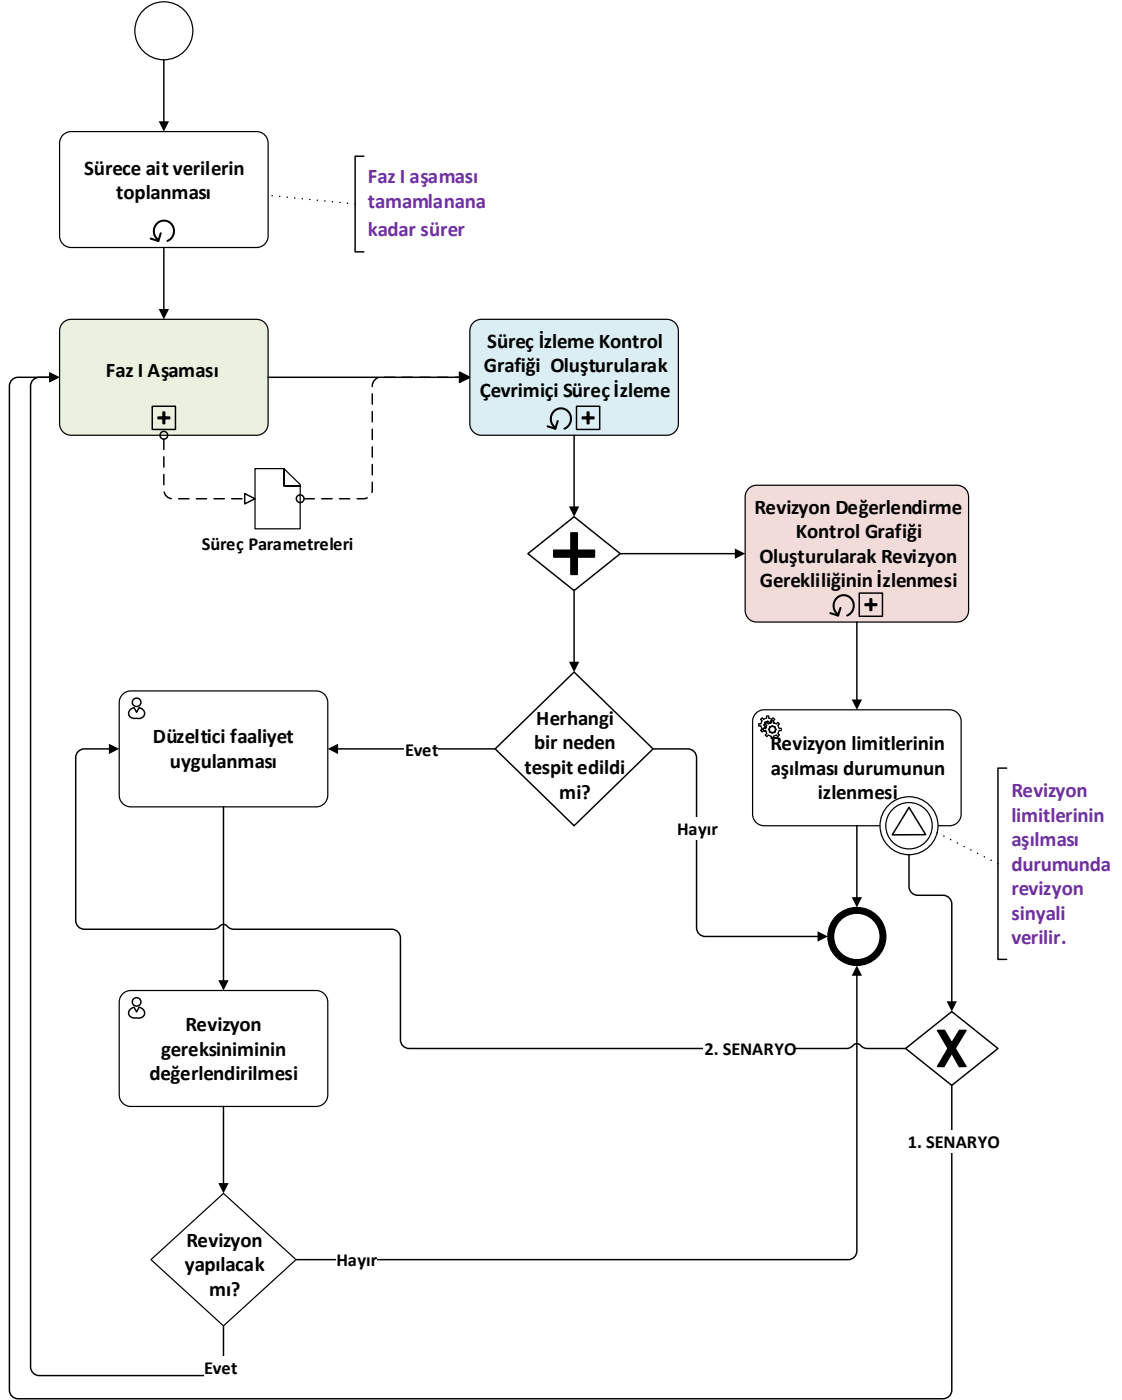 Sürece ait verilerin
toplanması
Faz I aşaması
tamamlanana
kadar sürer
Faz I Aşaması
Süreç İzleme Kontrol
Grafiği Oluşturularak
Çevrimiçi Süreç İzleme
Süreç Parametreleri
Revizyon Değerlendirme
Kontrol Grafiği
Oluşturularak Revizyon
Gerekliliğinin İzlenmesi
Herhangi
bir neden
tespit edildi
mi?
Evet
Hayır
Düzeltici faaliyet
uygulanması
Revizyon limitlerinin
aşılması durumunun
izlenmesi
Revizyon
limitlerinin
aşılması
durumunda
revizyon
sinyali
verilir.
Revizyon
gereksiniminin
değerlendirilmesi
2. SENARYO
X
1. SENARYO
Revizyon
yapılacak
mı?
Hayır
Evet